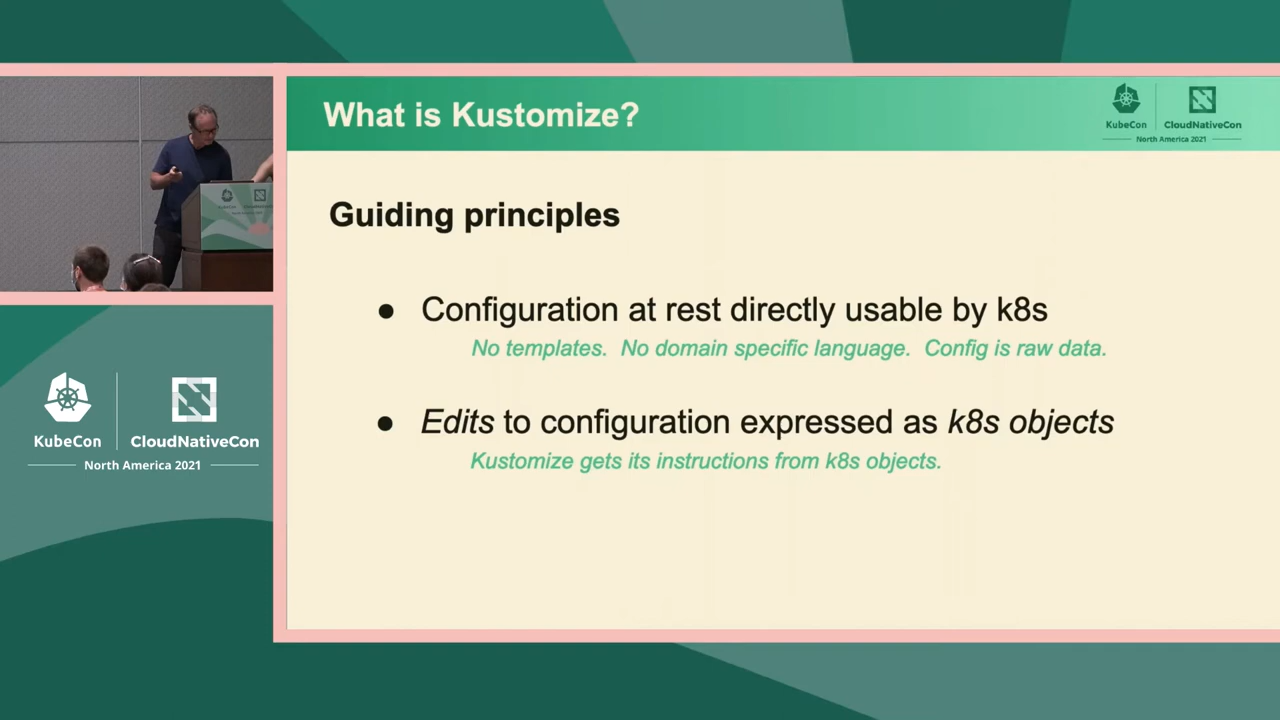 What is Kustomize?
KubeCon
CloudNativeCon
North America 2021
Guiding principles
● Configuration at rest directly usable by k8s
No templates. No domain specific language. Config is raw data.
● Edits to configuration expressed as k8s objects
Kustomize gets its instructions from k8s objects.
KubeCon
CloudNativeCon
North America 2021